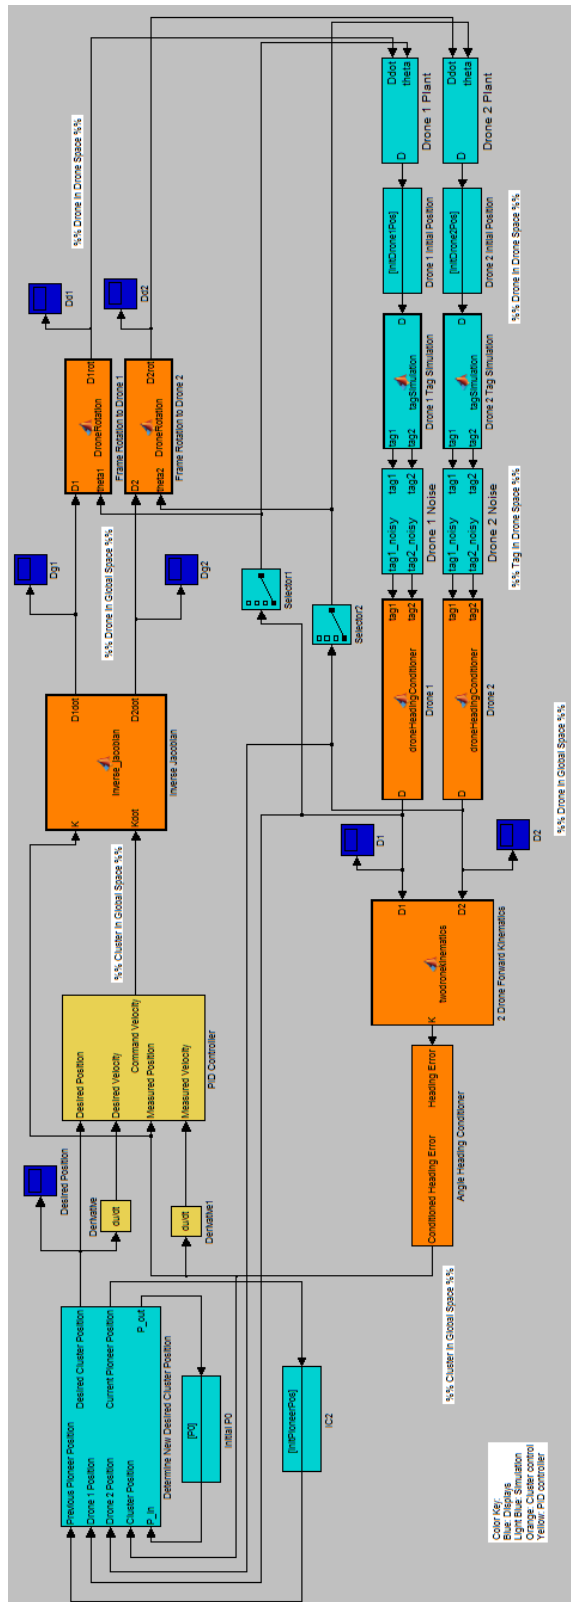 Previous Pioneer Position
Drone 1 Position
Drone 2 Position
Cluster Position
P_in
Desired Cluster Position
Current Pioneer Position
P_out
Determine New Desired Cluster Position
[P0]
Initial P0
[InitPioneerPos]
IC2
Desired Position
du/dt
Derivative
du/dt
Derivative1
Desired Position
Desired Velocity
Command Velocity
Measured Position
Measured Velocity
PID Controller
%% Cluster in Global Space %%
K
Kdot
Inverse_jacobian
D1dot
D2dot
Inverse Jacobian
Dg1
Dg2
%% Drone in Global Space %%
D1
theta1
DroneRotation
D1rot
Frame Rotation to Drone 1
D2
theta2
DroneRotation
D2rot
Frame Rotation to Drone 2
Dd1
Dd2
%% Drone in Drone Space %%
Selector1
Selector2
Ddot
theta
D
Drone 1 Plant
Ddot
theta
D
Drone 2 Plant
[InitDrone1Pos]
Drone 1 Initial Position
[InitDrone2Pos]
Drone 2 Initial Position
%% Drone in Drone Space %%
D
tagSimulation
tag1
tag2
Drone 1 Tag Simulation
D
tagSimulation
tag1
tag2
Drone 2 Tag Simulation
tag1
tag2
tag1_noisy
tag2_noisy
Drone 1 Noise
tag1
tag2
tag1_noisy
tag2_noisy
Drone 2 Noise
%% Tag in Drone Space %%
tag1
tag2
droneHeadingConditioner
D
Drone 1
tag1
tag2
droneHeadingConditioner
D
Drone 2
%% Drone in Global Space %%
D1
D2
D1
D2
twodronekinematics
K
2 Drone Forward Kinematics
Heading Error
Conditioned Heading Error
Angle Heading Conditioner
%% Cluster in Global Space %%
Color Key:
Blue: Displays
Light Blue: Simulation
Orange: Cluster control
Yellow: PID controller